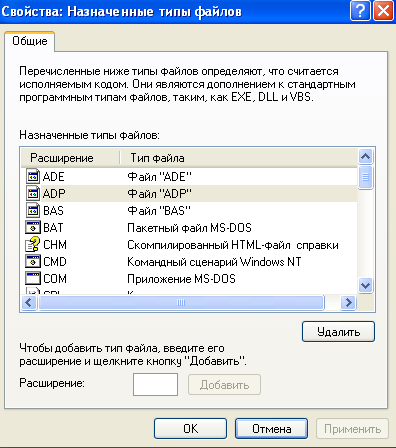 Свойства: Назначенные типы файлов
Общие
Перечисленные ниже типы файлов определяют, что считается
исполняемым кодом. Они являются дополнением к стандартным
программным типам файлов, таким, как EXE, DLL и VBS.
Назначенные типы файлов:
Расширение Тип файла
ADE Файл "ADE"
ADP Файл "ADP"
BAS Файл "BAS"
BAT Пакетный файл MS-DOS
CHM Скомпилированный HTML-файл справки
CMD Командный сценарий Windows NT
COM Приложение MS-DOS
Удалить
Чтобы добавить тип файла, введите его
расширение и щелкните кнопку "Добавить".
Расширение: Добавить
OK Отмена Применить